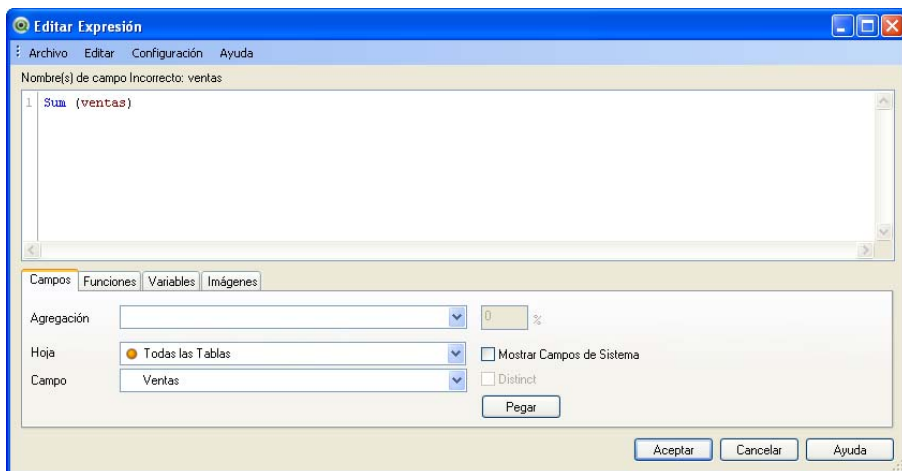 Editar Expresión
Archivo Editar Configuración Ayuda
Nombre(s) de campo Incorrecto: ventas
1 Sum (ventas)
Campos Funciones Variables Imágenes
Agregación 0 %
Hoja Todas las Tablas Mostrar Campos de Sistema
Campo Ventas Distinct
Pegar
Aceptar Cancelar Ayuda